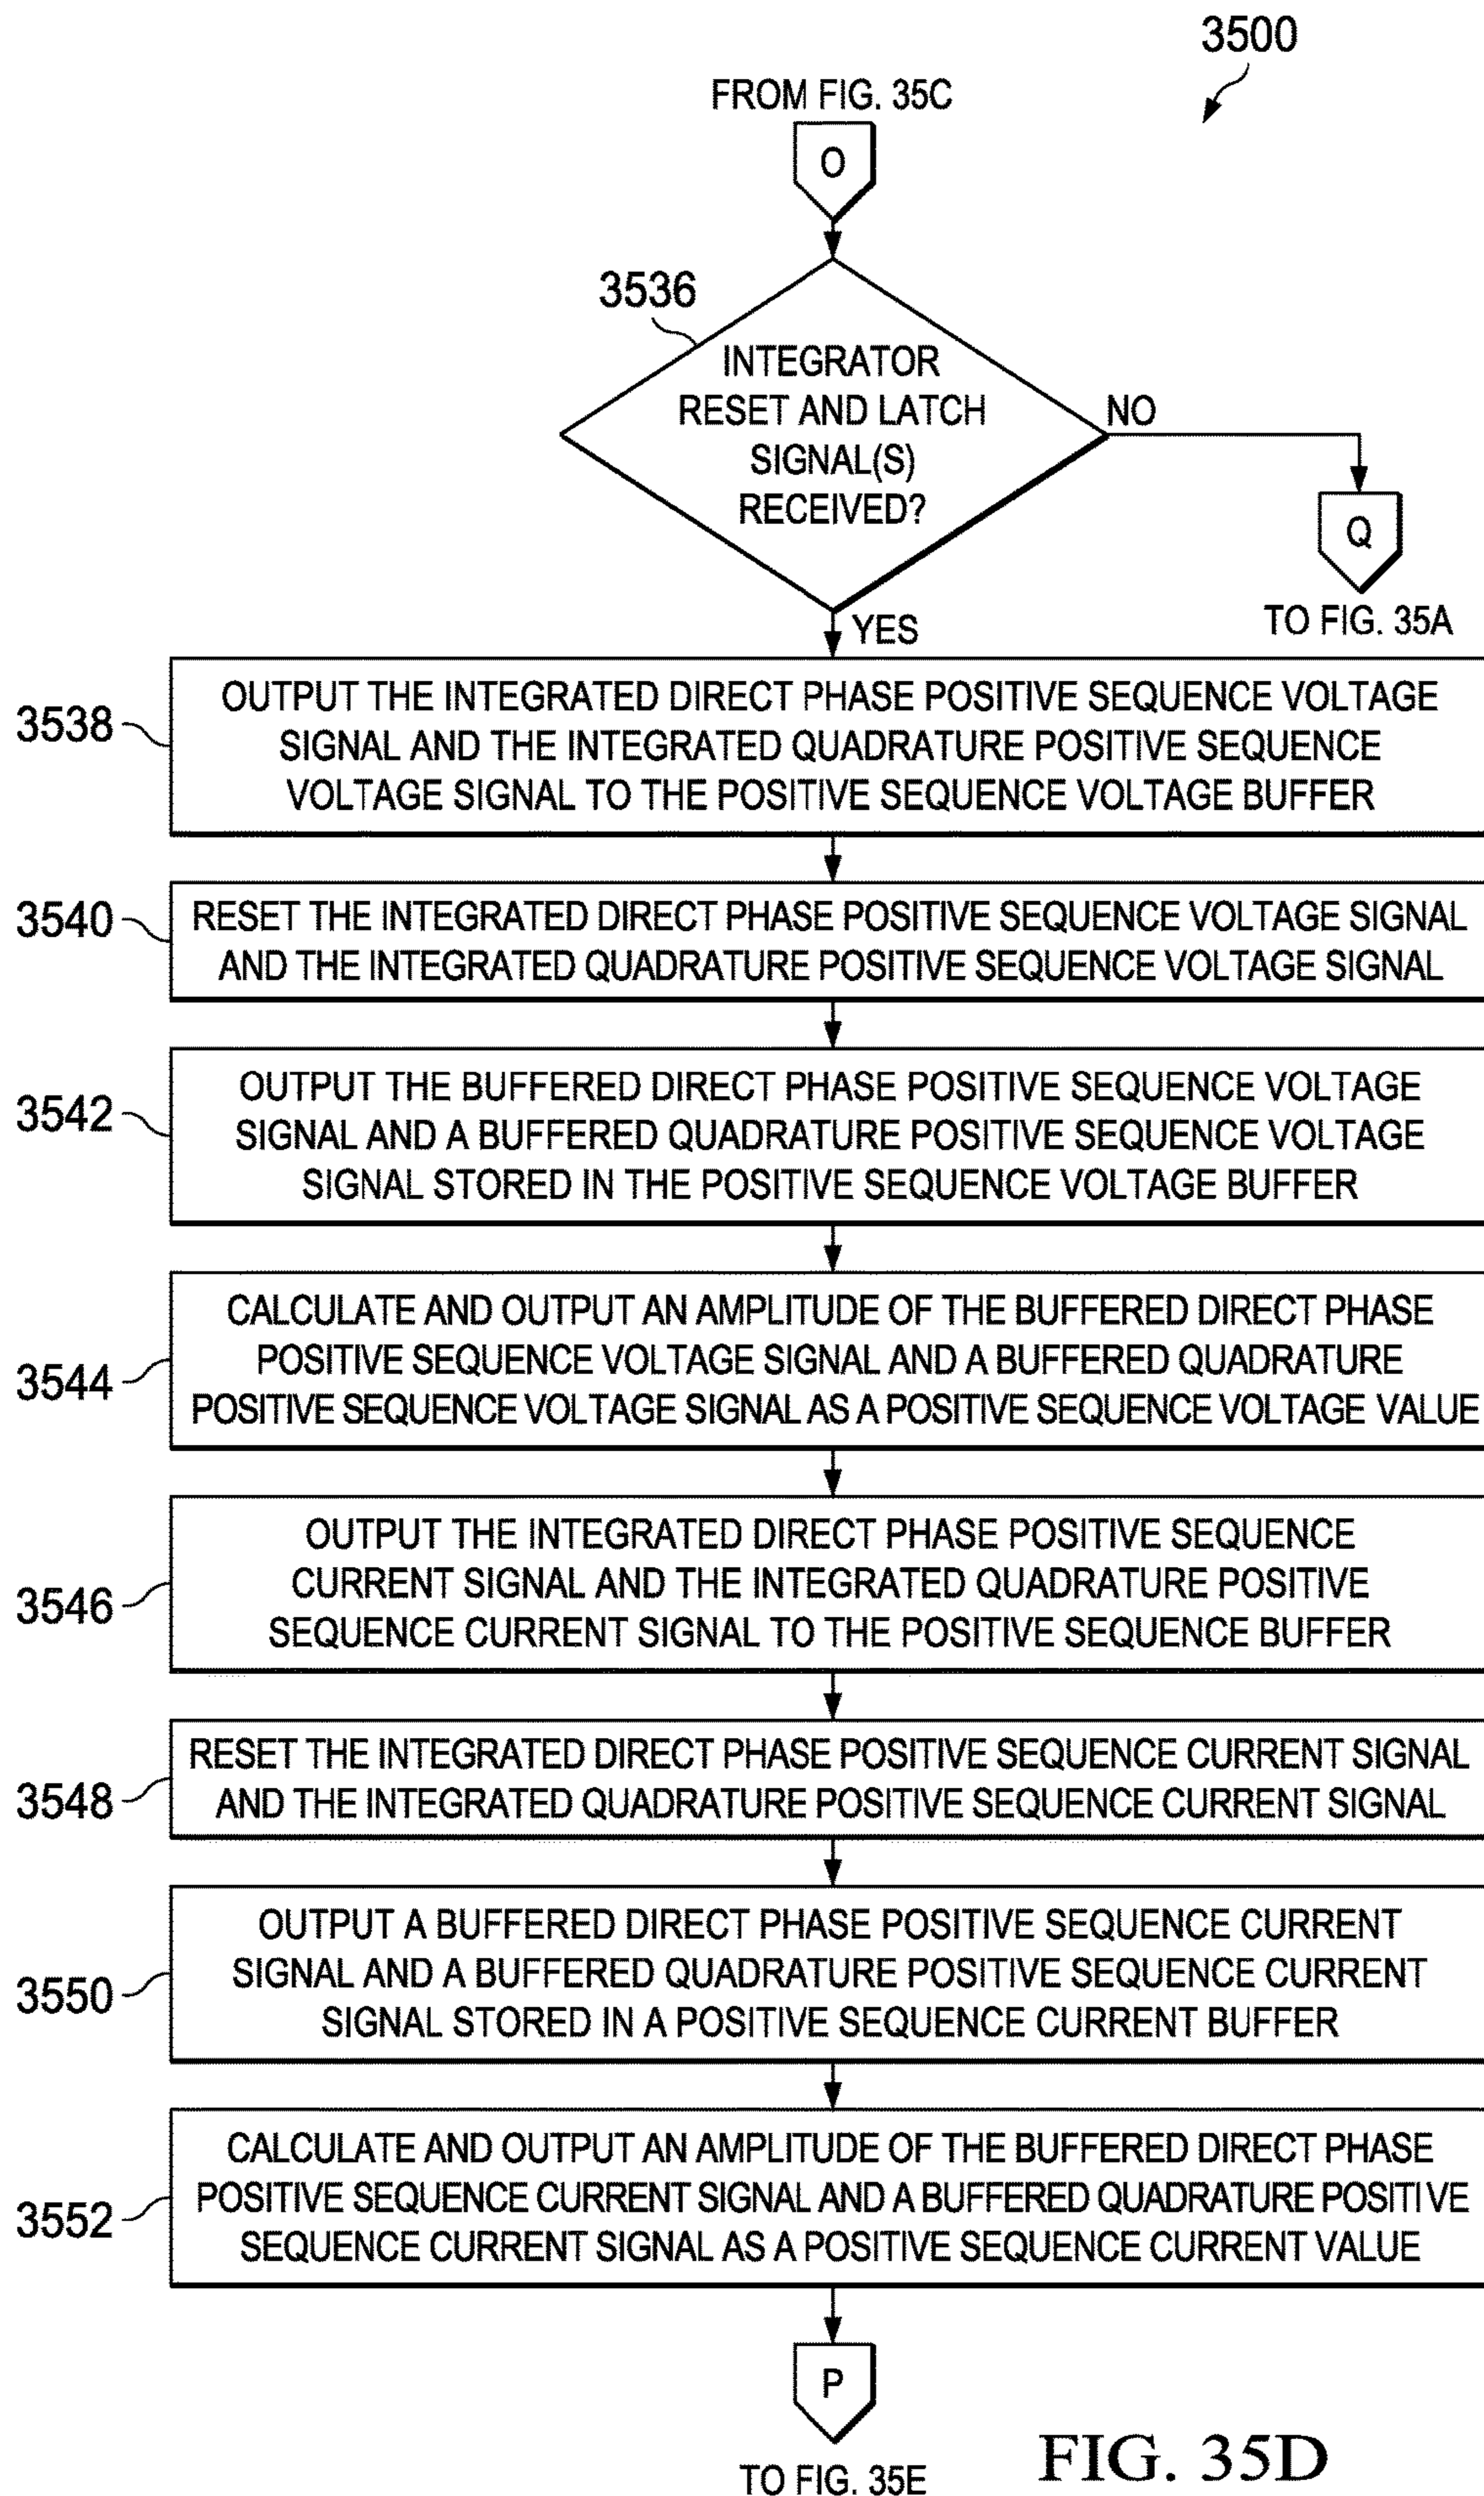 3500
FROM FIG. 35C
O
3536
INTEGRATOR
RESET AND LATCH
SIGNAL(S)
RECEIVED?
NO
Q
TO FIG. 35A
YES
3538
OUTPUT THE INTEGRATED DIRECT PHASE POSITIVE SEQUENCE VOLTAGE
SIGNAL AND THE INTEGRATED QUADRATURE POSITIVE SEQUENCE
VOLTAGE SIGNAL TO THE POSITIVE SEQUENCE VOLTAGE BUFFER
3540
RESET THE INTEGRATED DIRECT PHASE POSITIVE SEQUENCE VOLTAGE SIGNAL
AND THE INTEGRATED QUADRATURE POSITIVE SEQUENCE VOLTAGE SIGNAL
3542
OUTPUT THE BUFFERED DIRECT PHASE POSITIVE SEQUENCE VOLTAGE
SIGNAL AND A BUFFERED QUADRATURE POSITIVE SEQUENCE VOLTAGE
SIGNAL STORED IN THE POSITIVE SEQUENCE VOLTAGE BUFFER
3544
CALCULATE AND OUTPUT AN AMPLITUDE OF THE BUFFERED DIRECT PHASE
POSITIVE SEQUENCE VOLTAGE SIGNAL AND A BUFFERED QUADRATURE
POSITIVE SEQUENCE VOLTAGE SIGNAL AS A POSITIVE SEQUENCE VOLTAGE VALUE
3546
OUTPUT THE INTEGRATED DIRECT PHASE POSITIVE SEQUENCE
CURRENT SIGNAL AND THE INTEGRATED QUADRATURE POSITIVE
SEQUENCE CURRENT SIGNAL TO THE POSITIVE SEQUENCE BUFFER
3548
RESET THE INTEGRATED DIRECT PHASE POSITIVE SEQUENCE CURRENT SIGNAL
AND THE INTEGRATED QUADRATURE POSITIVE SEQUENCE CURRENT SIGNAL
3550
OUTPUT A BUFFERED DIRECT PHASE POSITIVE SEQUENCE CURRENT
SIGNAL AND A BUFFERED QUADRATURE POSITIVE SEQUENCE CURRENT
SIGNAL STORED IN A POSITIVE SEQUENCE CURRENT BUFFER
3552
CALCULATE AND OUTPUT AN AMPLITUDE OF THE BUFFERED DIRECT PHASE
POSITIVE SEQUENCE CURRENT SIGNAL AND A BUFFERED QUADRATURE POSITIVE
SEQUENCE CURRENT SIGNAL AS A POSITIVE SEQUENCE CURRENT VALUE
P
TO FIG. 35E
FIG. 35D